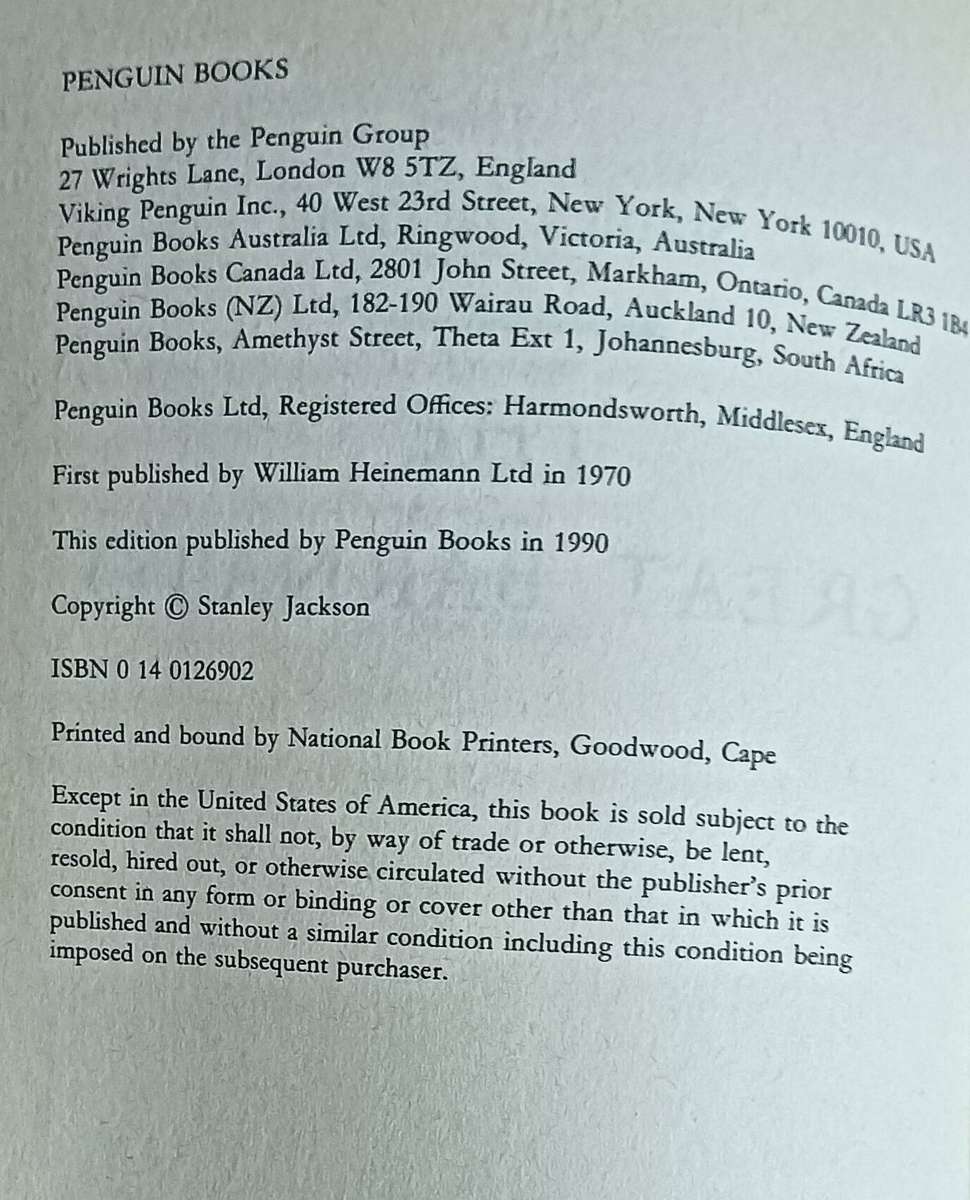 PENGUIN BOOKS
Published by the Penguin Group
27 Wrights Lane, London W8 5TZ, England
Viking Penguin Inc., 40 West 23rd Street, New York, New York 10010, USA
Penguin Books Australia Ltd, Ringwood, Victoria, Australia
Penguin Books Canada Ltd, 2801 John Street, Markham, Ontario, Canada LR3 1B4
Penguin Books (NZ) Ltd, 182-190 Wairau Road, Auckland 10, New Zealand
Penguin Books, Amethyst Street, Theta Ext 1, Johannesburg, South Africa
Penguin Books Ltd, Registered Offices: Harmondsworth, Middlesex, England
First published by William Heinemann Ltd in 1970
This edition published by Penguin Books in 1990
Copyright © Stanley Jackson
ISBN 0 14 0126902
Printed and bound by National Book Printers, Goodwood, Cape
Except in the United States of America, this book is sold subject to the
condition that it shall not, by way of trade or otherwise, be lent,
resold, hired out, or otherwise circulated without the publisher's prior
consent in any form or binding or cover other than that in which it is
published and without a similar condition including this condition being
imposed on the subsequent purchaser.